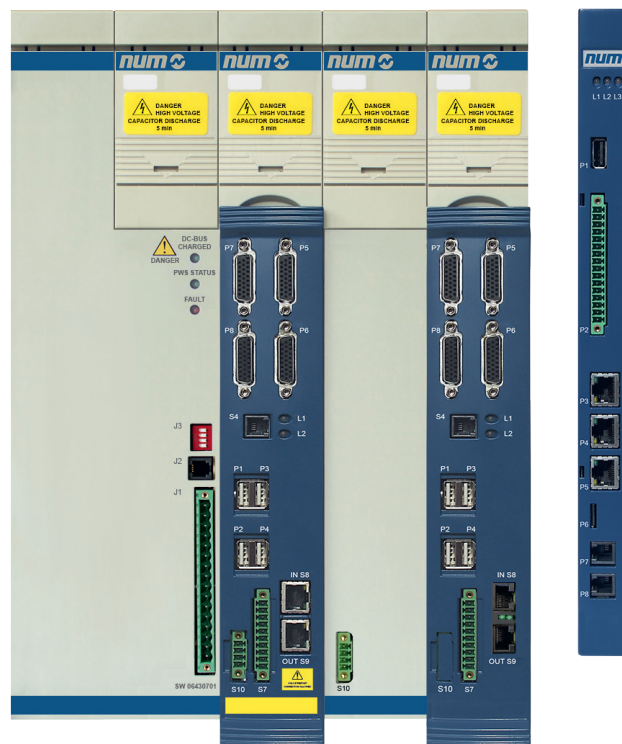 num
num
num
num
DANGER
HIGH VOLTAGE
CAPACITOR DISCHARGE
5 min
DANGER
HIGH VOLTAGE
CAPACITOR DISCHARGE
5 min
DANGER
HIGH VOLTAGE
CAPACITOR DISCHARGE
5 min
DANGER
HIGH VOLTAGE
CAPACITOR DISCHARGE
5 min
DC-BUS
CHARGED
DANGER
PWS STATUS
FAULT
J3
J2
J1
SW 06430701
P7 P5
P8 P6
S4 L1
L2
P1 P3
P2 P4
IN S8
OUT S9
S10 S7
S10
P7 P5
P8 P6
S4 L1
L2
P1 P3
P2 P4
IN S8
OUT S9
S10 S7
num
L1 L2 L3
P1
P2
P3
P4
P5
P6
P7
P8